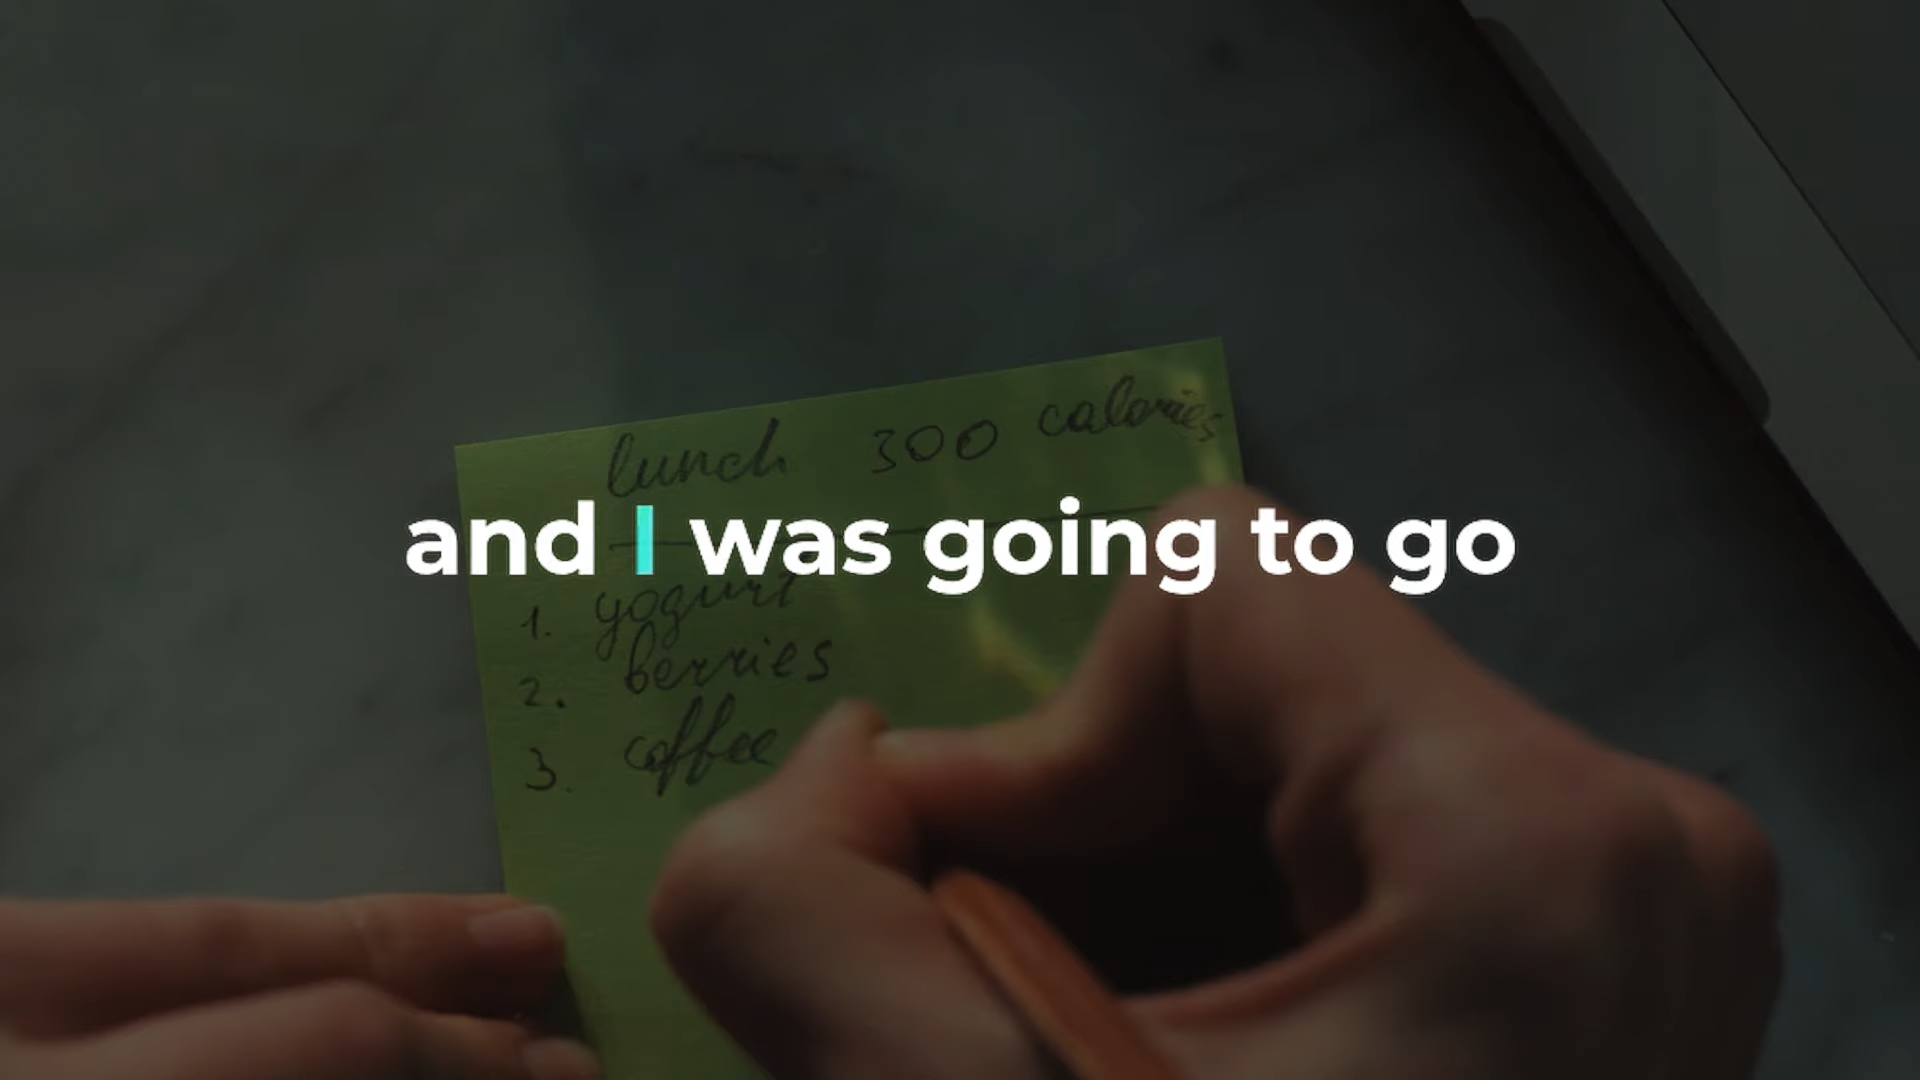 lunch 300 calories
and I was going to go
1. yogurt
2. berries
3. coffee